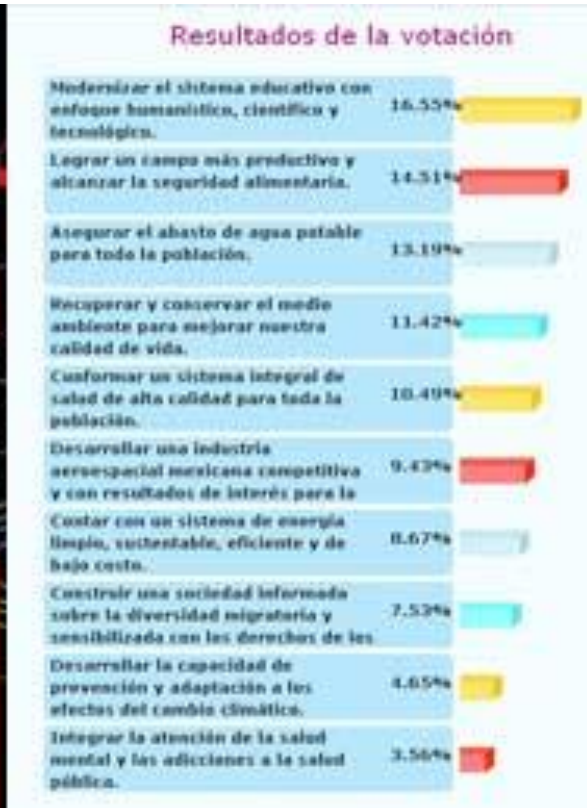 Resultados de la votación
Modernizar el sistema educativo con
enfoque humanístico, científico y
tecnológico.
16.55%
Lograr un campo más productivo y
alcanzar la seguridad alimentaria.
14.51%
Asegurar el abasto de agua potable
para toda la población.
13.19%
Recuperar y conservar el medio
ambiente para mejorar nuestra
calidad de vida.
11.42%
Conformar un sistema integral de
salud de alta calidad para toda la
población.
10.49%
Desarrollar una industria
aeroespacial mexicana competitiva
y con resultados de interés para la
9.43%
Contar con un sistema de energía
limpio, sustentable, eficiente y de
bajo costo.
8.67%
Construir una sociedad informada
sobre la diversidad migratoria y
sensibilizada con los derechos de los
7.53%
Desarrollar la capacidad de
prevención y adaptación a los
efectos del cambio climático.
4.65%
Integrar la atención de la salud
mental y las adicciones a la salud
pública.
3.56%